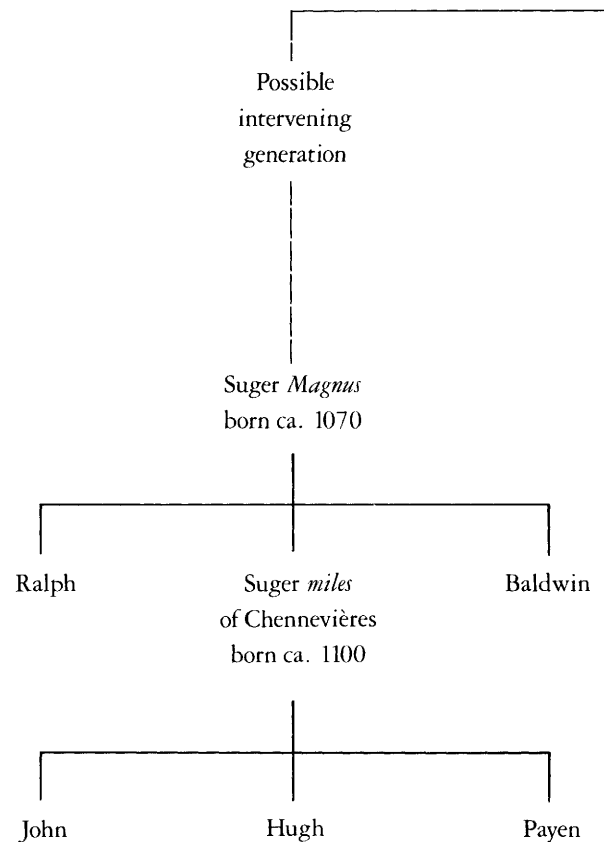 Possible
intervening
generation
Suger Magnus
born ca. 1070
Ralph
Suger miles
Baldwin
of Chennevières
born ca. 1100
John
Hugh
Payen